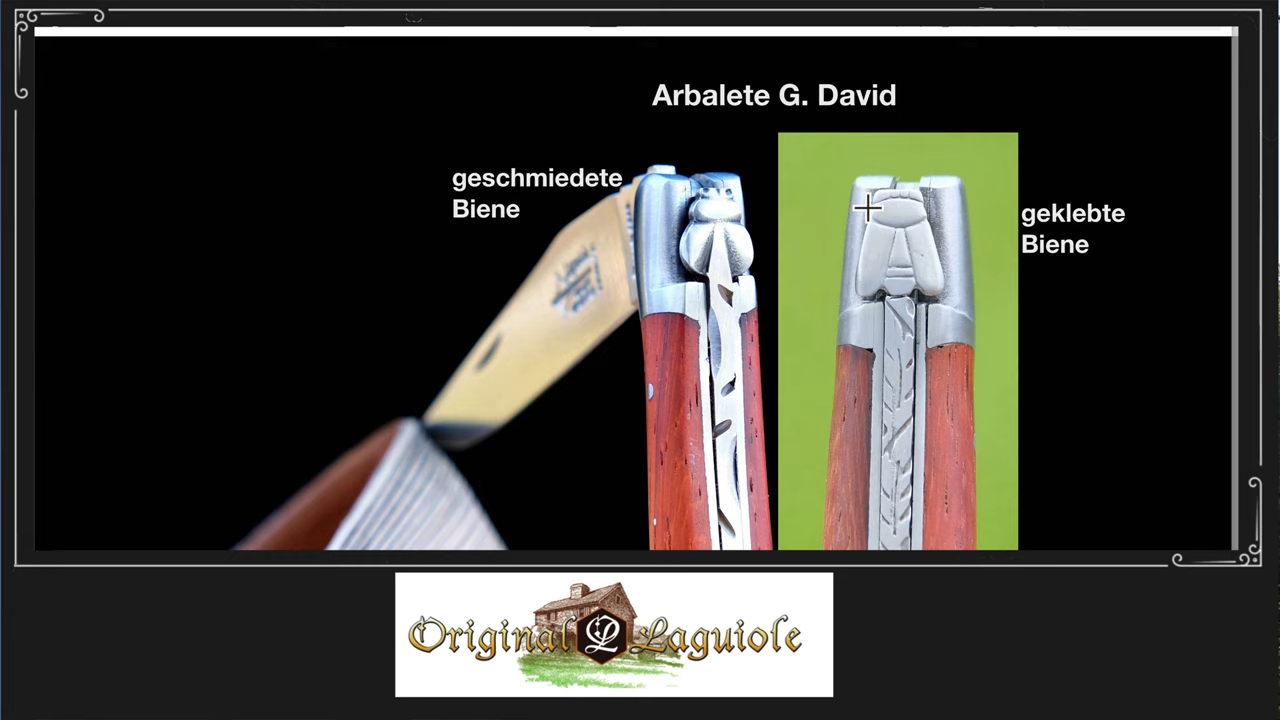 Arbalete G. David
geschmiedete
Biene
geklebte
Biene
Original L Laguiole